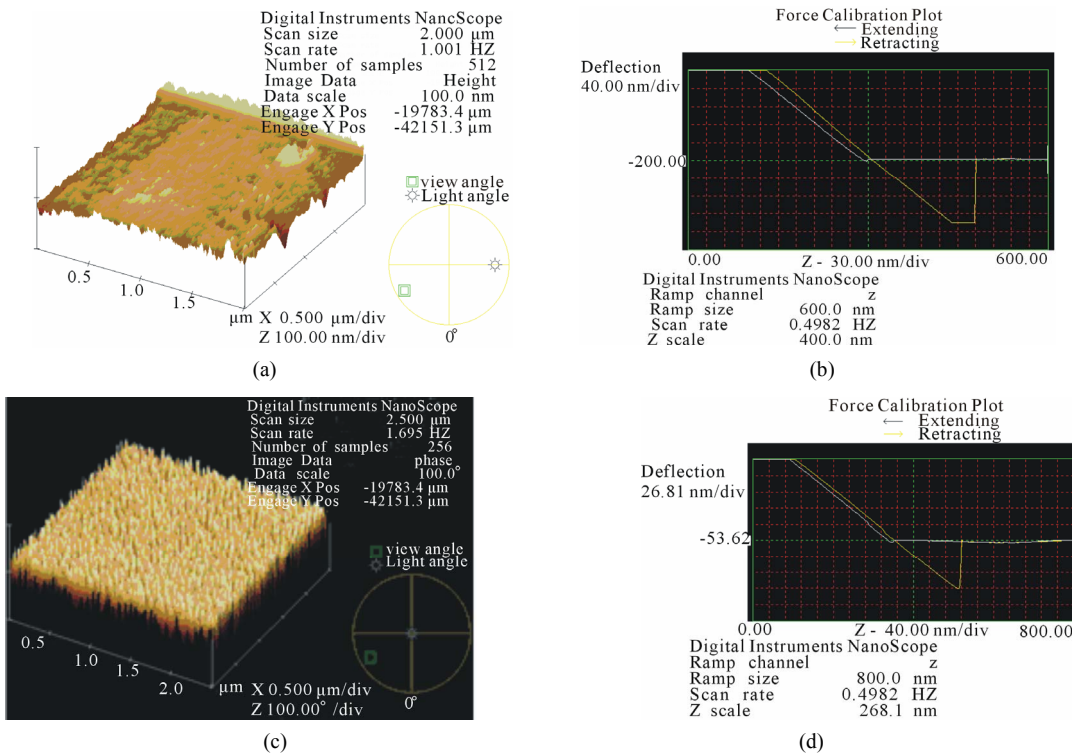 Digital Instruments NancScope
Scan size 2.000 μm
Scan rate 1.001 HZ
Number of samples 512
Image Data Height
Data scale 100.0 nm
Engage X Pos -19783.4 μm
Engage Y Pos -42151.3 μm
view angle
Light angle
0.5
1.0
1.5
μm
X 0.500 μm/div
Z 100.00 nm/div
0°
(a)
Force Calibration Plot
Extending
Retracting
Deflection
40.00 nm/div
-200.00
0.00 Z - 30.00 nm/div 600.00
Digital Instruments NanoScope
Ramp channel z
Ramp size 600.0 nm
Scan rate 0.4982 HZ
Z scale 400.0 nm
(b)
Digital Instruments NanoScope
Scan size 2.500 μm
Scan rate 1.695 HZ
Number of samples 256
Image Data phase
Data scale 100.0°
Engage X Pos -19783.4 μm
Engage Y Pos -42151.3 μm
view angle
Light angle
0.5
1.0
1.5
2.0
μm
X 0.500 μm/div
Z 100.00° /div
0°
(c)
Force Calibration Plot
Extending
Retracting
Deflection
26.81 nm/div
-53.62
0.00 Z - 40.00 nm/div 800.00
Digital Instruments NanoScope
Ramp channel z
Ramp size 800.0 nm
Scan rate 0.4982 HZ
Z scale 268.1 nm
(d)